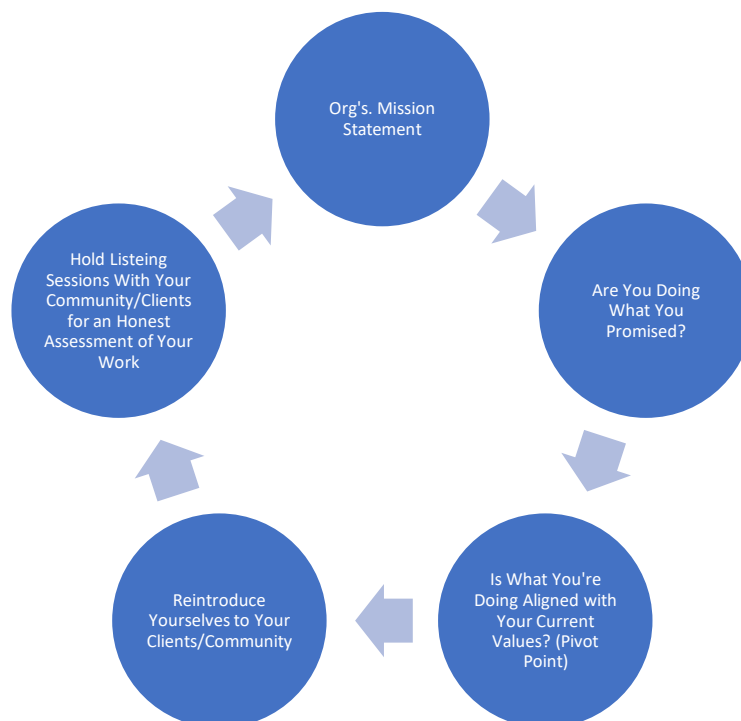 Org's. Mission
Statement
Are You Doing
What You
Promised?
Is What You're
Doing Aligned with
Your Current
Values? (Pivot
Point)
Reintroduce
Yourselves to Your
Clients/Community
Hold Listeing
Sessions With Your
Community/Clients
for an Honest
Assessment of Your
Work